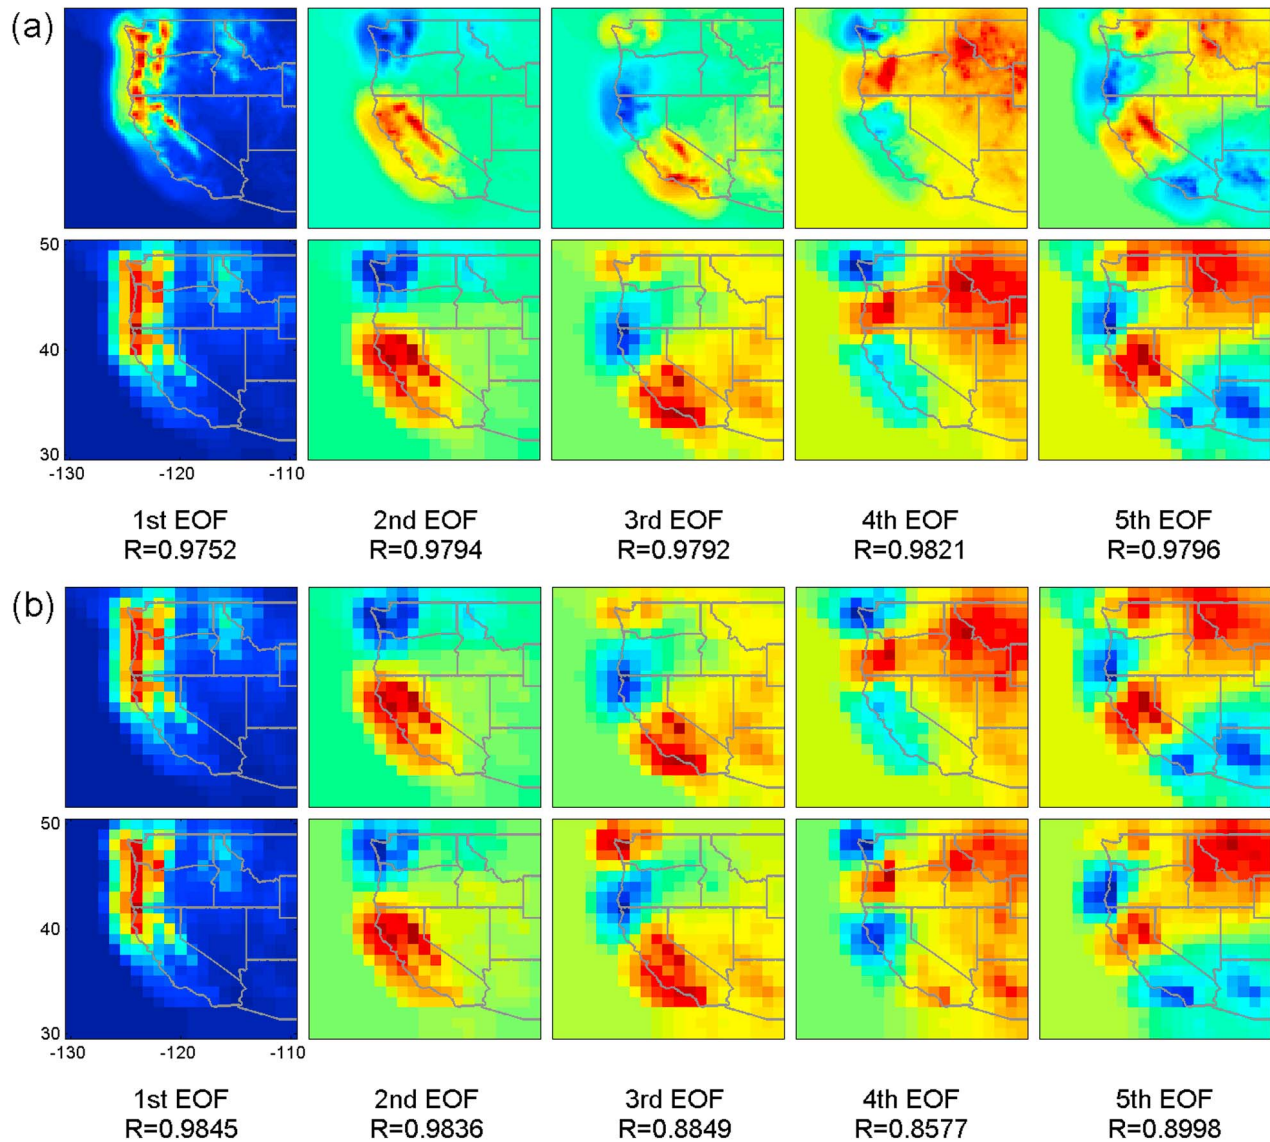 (a)
50
40
30
-130 -120 -110
1st EOF 2nd EOF 3rd EOF 4th EOF 5th EOF
R=0.9752 R=0.9794 R=0.9792 R=0.9821 R=0.9796
(b)
50
40
30
-130 -120 -110
1st EOF 2nd EOF 3rd EOF 4th EOF 5th EOF
R=0.9845 R=0.9836 R=0.8849 R=0.8577 R=0.8998